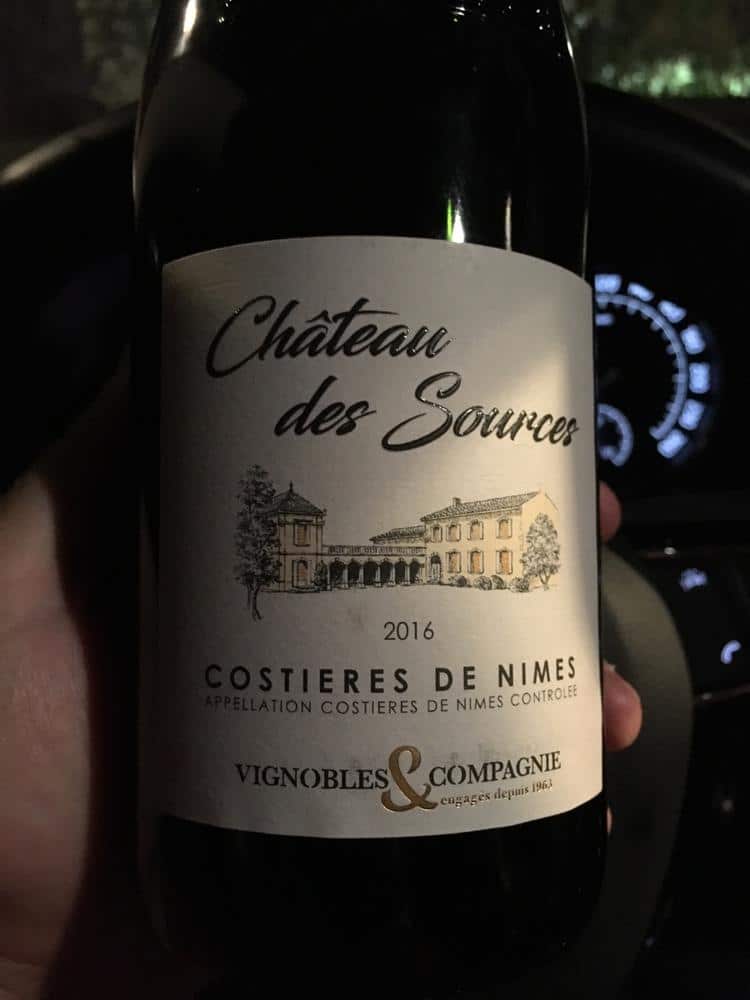 Château
des Sources
2016
COSTIERES DE NIMES
APPELLATION COSTIERES DE NIMES CONTROLEE
VIGNOBLES & COMPAGNIE
engagés depuis 1963